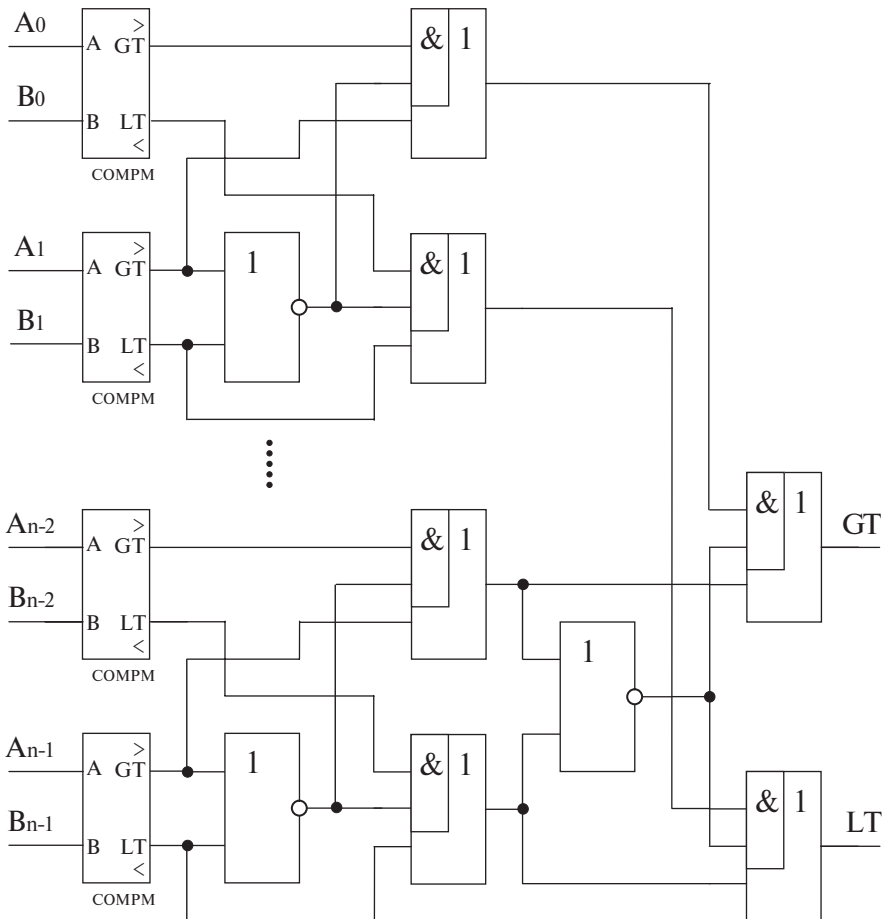 A0 A > GT & 1
B0 B LT <
COMPM
A1 A > GT 1 & 1
B1 B LT <
COMPM
An-2 A > GT & 1 & 1 GT
Bn-2 B LT < 1
COMPM
An-1 A > GT 1 & 1 & 1 LT
Bn-1 B LT <
COMPM